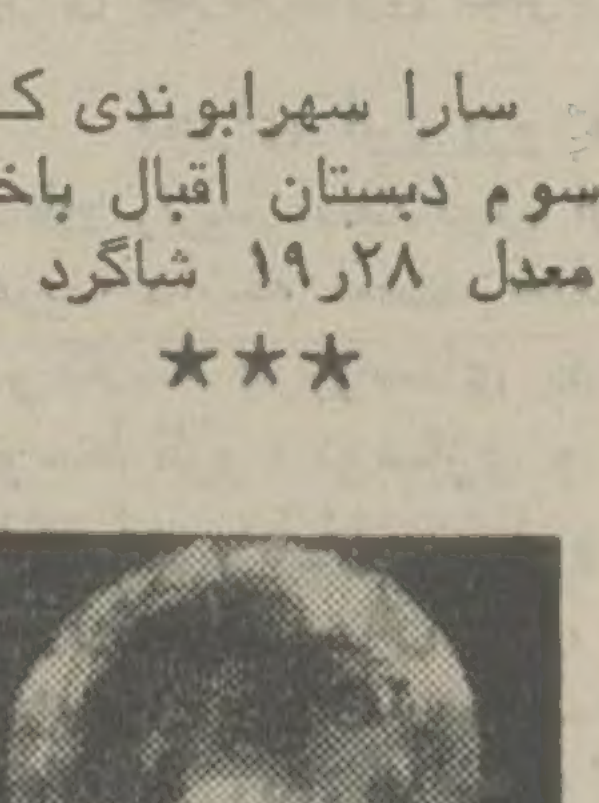 سارا سهرابوندی
سوم دبستان اقبال
معدل ۱۹٫۲۸ شاگرد
★★★